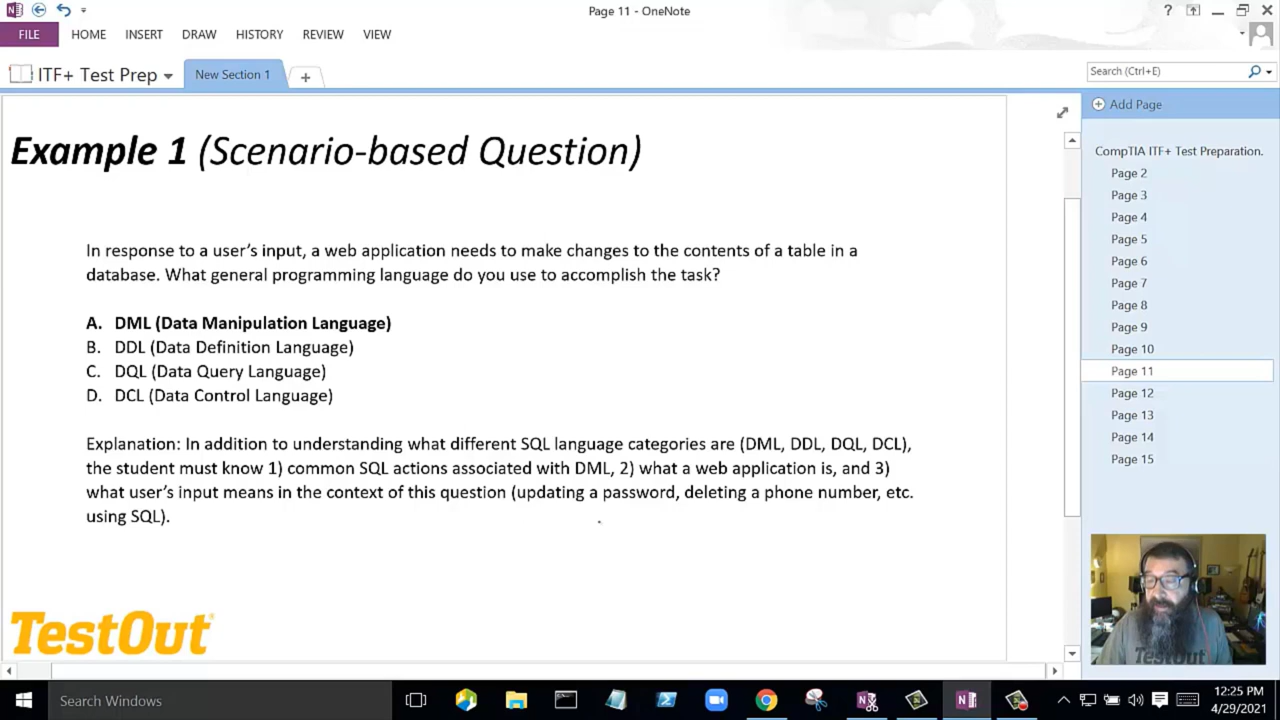 Page 11 - OneNote
?
FILE HOME INSERT DRAW HISTORY REVIEW VIEW
ITF+ Test Prep New Section 1 +
Search (Ctrl+E)
Add Page
Example 1 (Scenario-based Question)
CompTIA ITF+ Test Preparation.
Page 2
Page 3
Page 4
Page 5
Page 6
Page 7
Page 8
Page 9
Page 10
Page 11
Page 12
Page 13
Page 14
Page 15
In response to a user’s input, a web application needs to make changes to the contents of a table in a
database. What general programming language do you use to accomplish the task?
A. DML (Data Manipulation Language)
B. DDL (Data Definition Language)
C. DQL (Data Query Language)
D. DCL (Data Control Language)
Explanation: In addition to understanding what different SQL language categories are (DML, DDL, DQL, DCL),
the student must know 1) common SQL actions associated with DML, 2) what a web application is, and 3)
what user’s input means in the context of this question (updating a password, deleting a phone number, etc.
using SQL).
TestOut®
TestOut
Search Windows
12:25 PM
4/29/2021